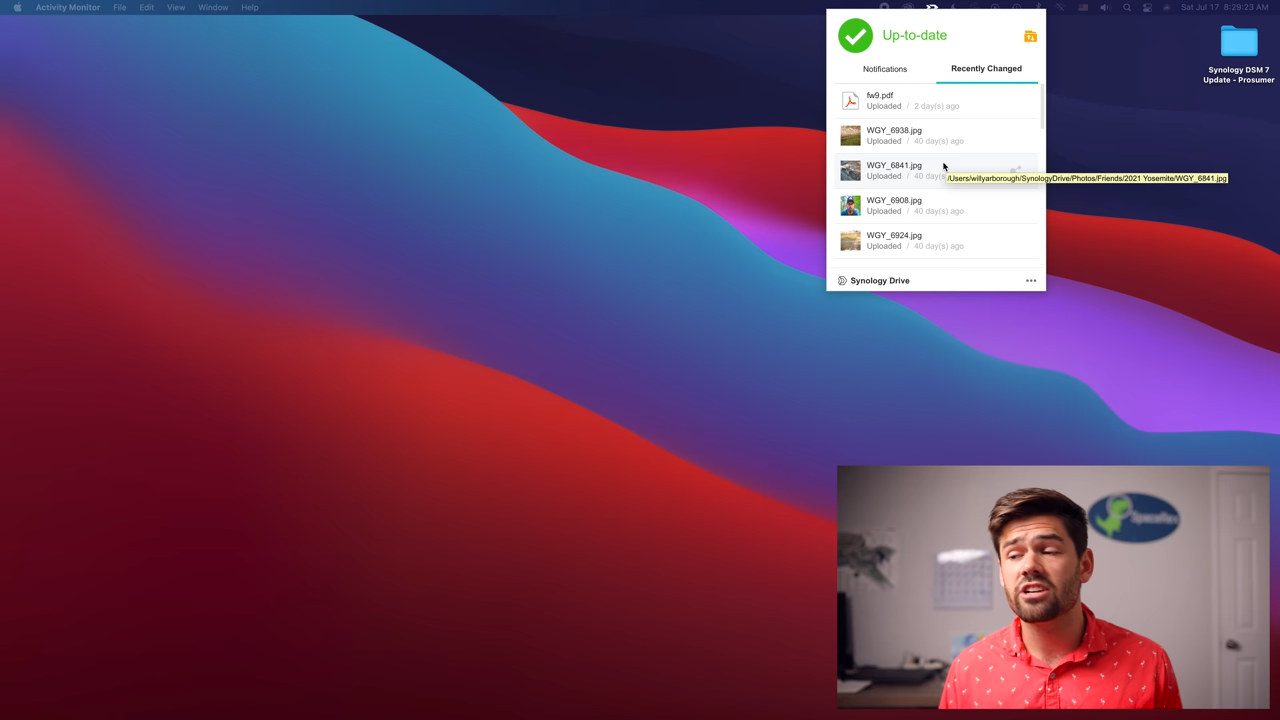 Activity Monitor File Edit View Window Help Sat Jul 17 8:29:23 AM
Up-to-date
Notifications Recently Changed
fw9.pdf
Uploaded / 2 day(s) ago
WGY_6938.jpg
Uploaded / 40 day(s) ago
WGY_6841.jpg
Uploaded / 40 day(s)
/Users/willyarborough/SynologyDrive/Photos/Friends/2021 Yosemite/WGY_6841.jpg
WGY_6908.jpg
Uploaded / 40 day(s) ago
WGY_6924.jpg
Uploaded / 40 day(s) ago
Synology Drive
Synology DSM 7
Update - Prosumer
SpaceRex